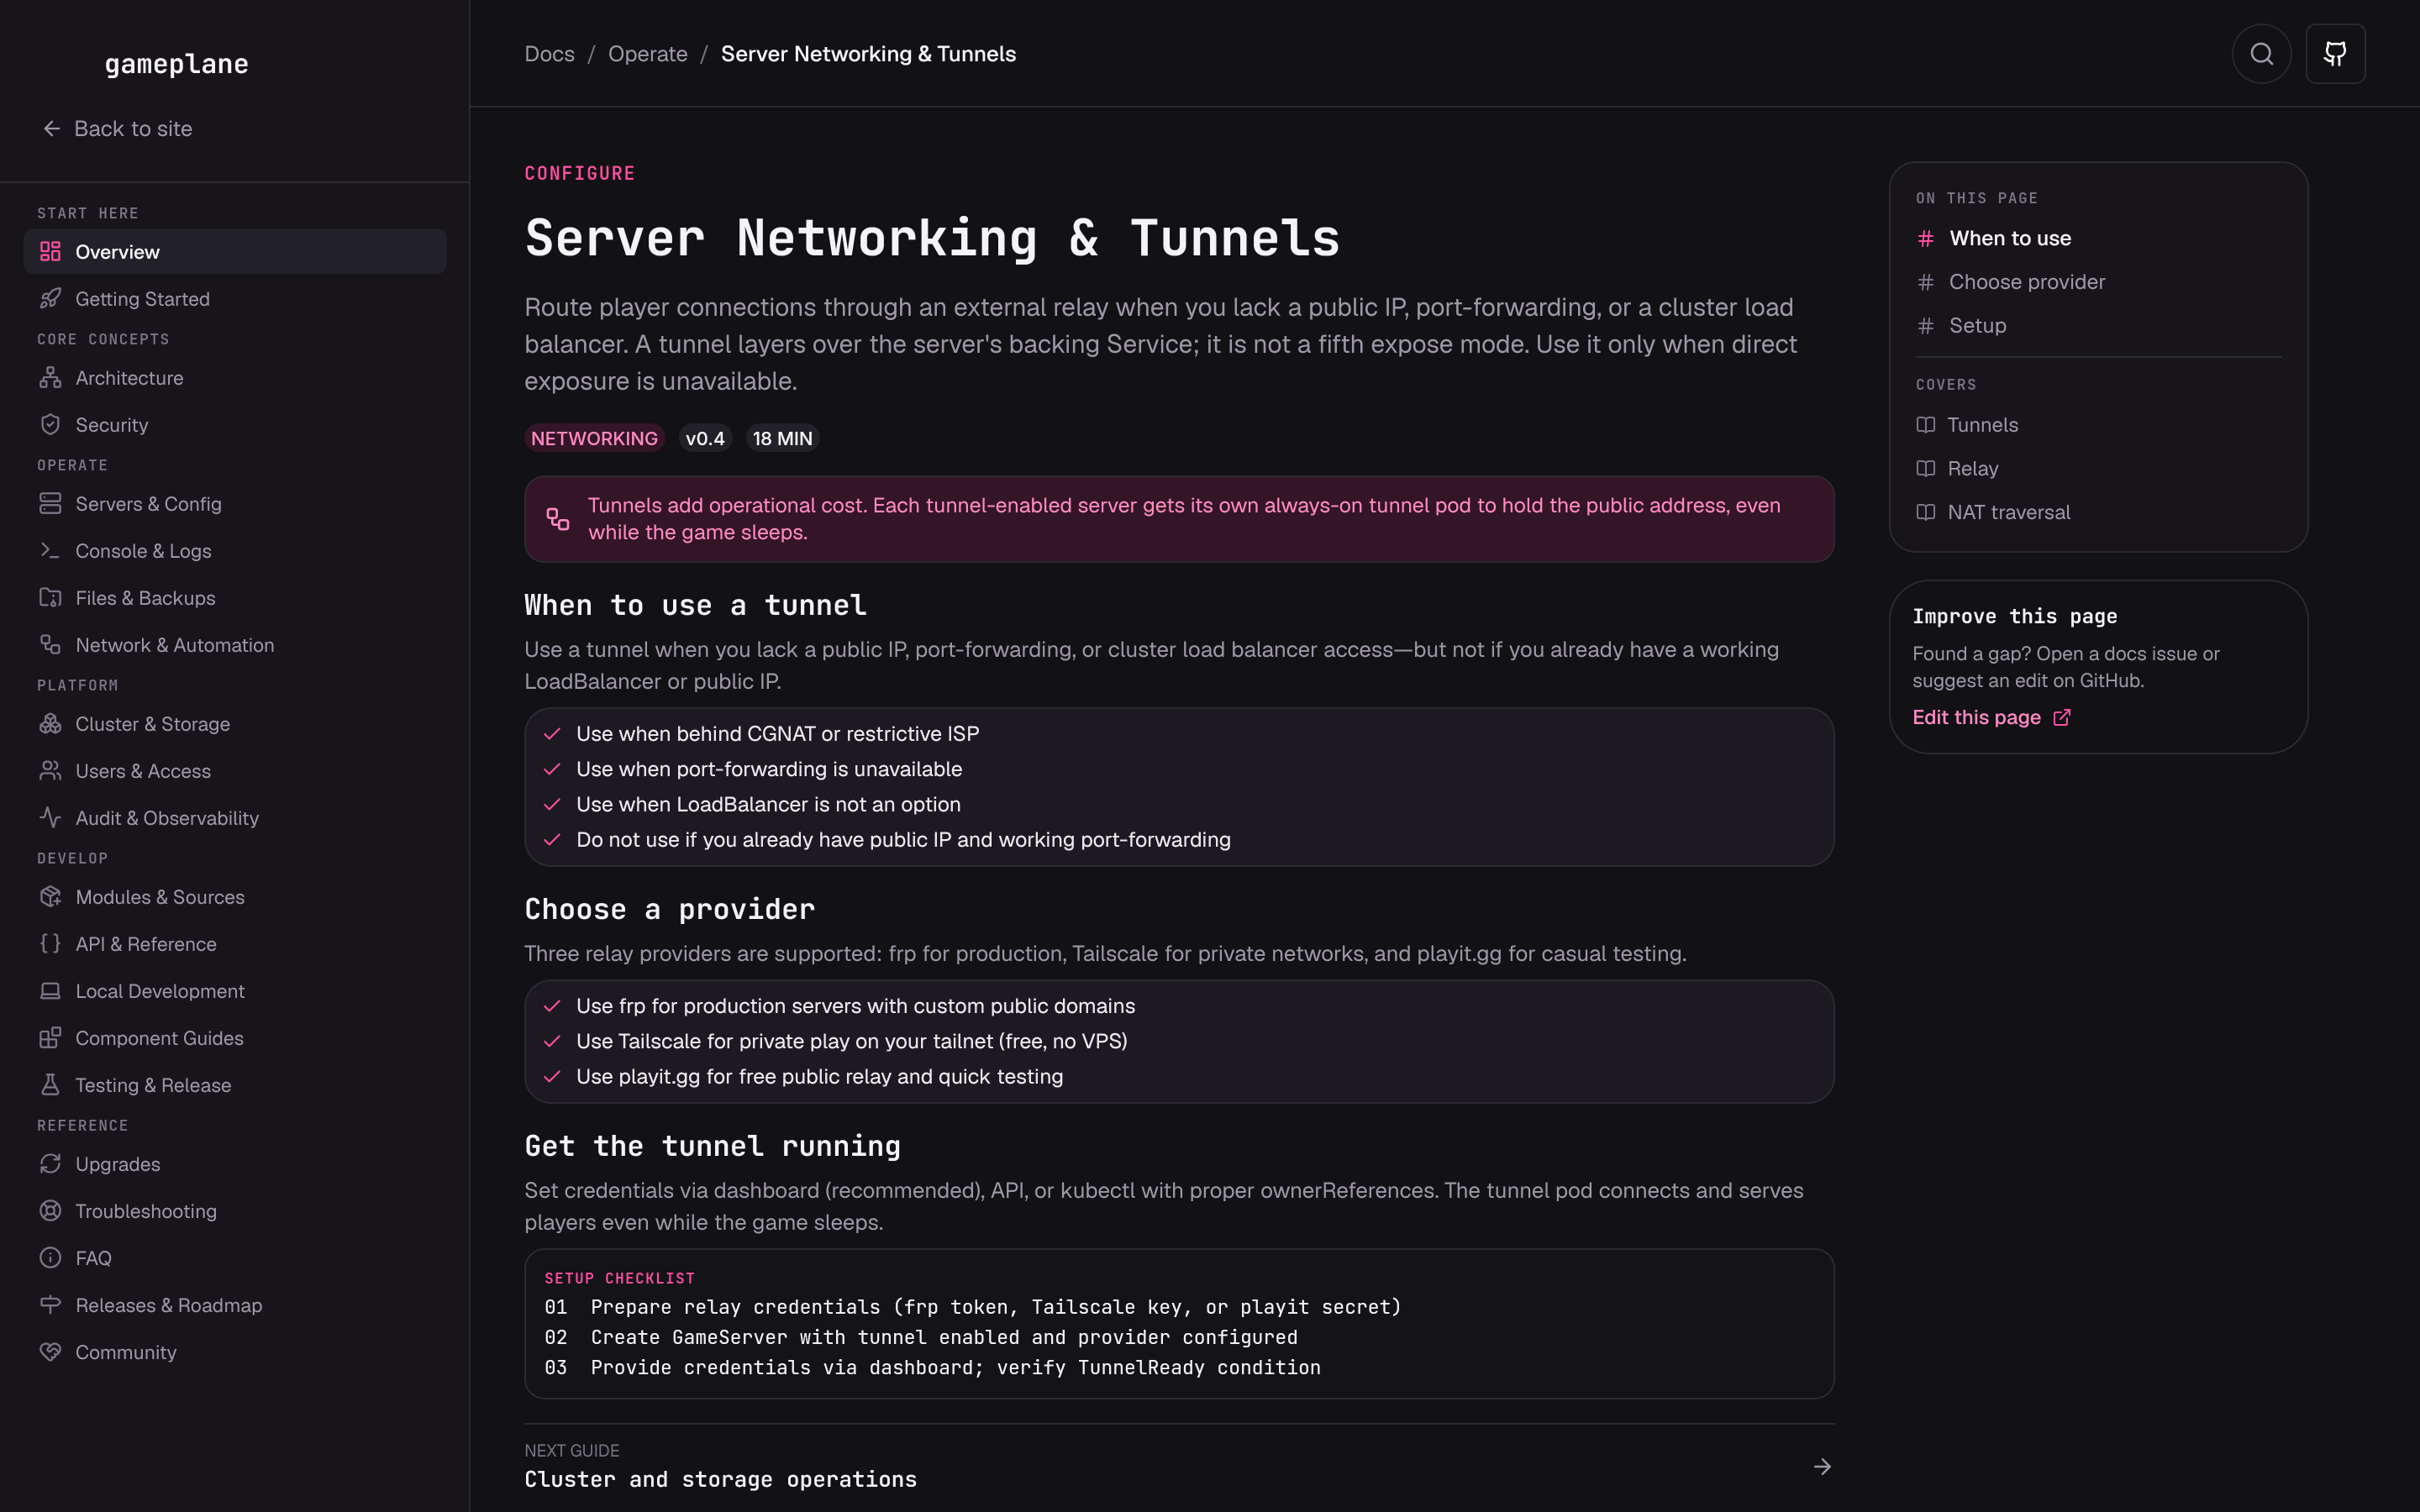 gameplane
Back to site
START HERE
Overview
Getting Started
CORE CONCEPTS
Architecture
Security
OPERATE
Servers & Config
Console & Logs
Files & Backups
Network & Automation
PLATFORM
Cluster & Storage
Users & Access
Audit & Observability
DEVELOP
Modules & Sources
API & Reference
Local Development
Component Guides
Testing & Release
REFERENCE
Upgrades
Troubleshooting
FAQ
Releases & Roadmap
Community
Docs / Operate / Server Networking & Tunnels
CONFIGURE
Server Networking & Tunnels
Route player connections through an external relay when you lack a public IP, port-forwarding, or a cluster load
balancer. A tunnel layers over the server's backing Service; it is not a fifth expose mode. Use it only when direct
exposure is unavailable.
NETWORKING v0.4 18 MIN
Tunnels add operational cost. Each tunnel-enabled server gets its own always-on tunnel pod to hold the public address, even
while the game sleeps.
When to use a tunnel
Use a tunnel when you lack a public IP, port-forwarding, or cluster load balancer access—but not if you already have a working
LoadBalancer or public IP.
Use when behind CGNAT or restrictive ISP
Use when port-forwarding is unavailable
Use when LoadBalancer is not an option
Do not use if you already have public IP and working port-forwarding
Choose a provider
Three relay providers are supported: frp for production, Tailscale for private networks, and playit.gg for casual testing.
Use frp for production servers with custom public domains
Use Tailscale for private play on your tailnet (free, no VPS)
Use playit.gg for free public relay and quick testing
Get the tunnel running
Set credentials via dashboard (recommended), API, or kubectl with proper ownerReferences. The tunnel pod connects and serves
players even while the game sleeps.
SETUP CHECKLIST
01 Prepare relay credentials (frp token, Tailscale key, or playit secret)
02 Create GameServer with tunnel enabled and provider configured
03 Provide credentials via dashboard; verify TunnelReady condition
NEXT GUIDE
Cluster and storage operations
ON THIS PAGE
# When to use
# Choose provider
# Setup
COVERS
Tunnels
Relay
NAT traversal
Improve this page
Found a gap? Open a docs issue or
suggest an edit on GitHub.
Edit this page